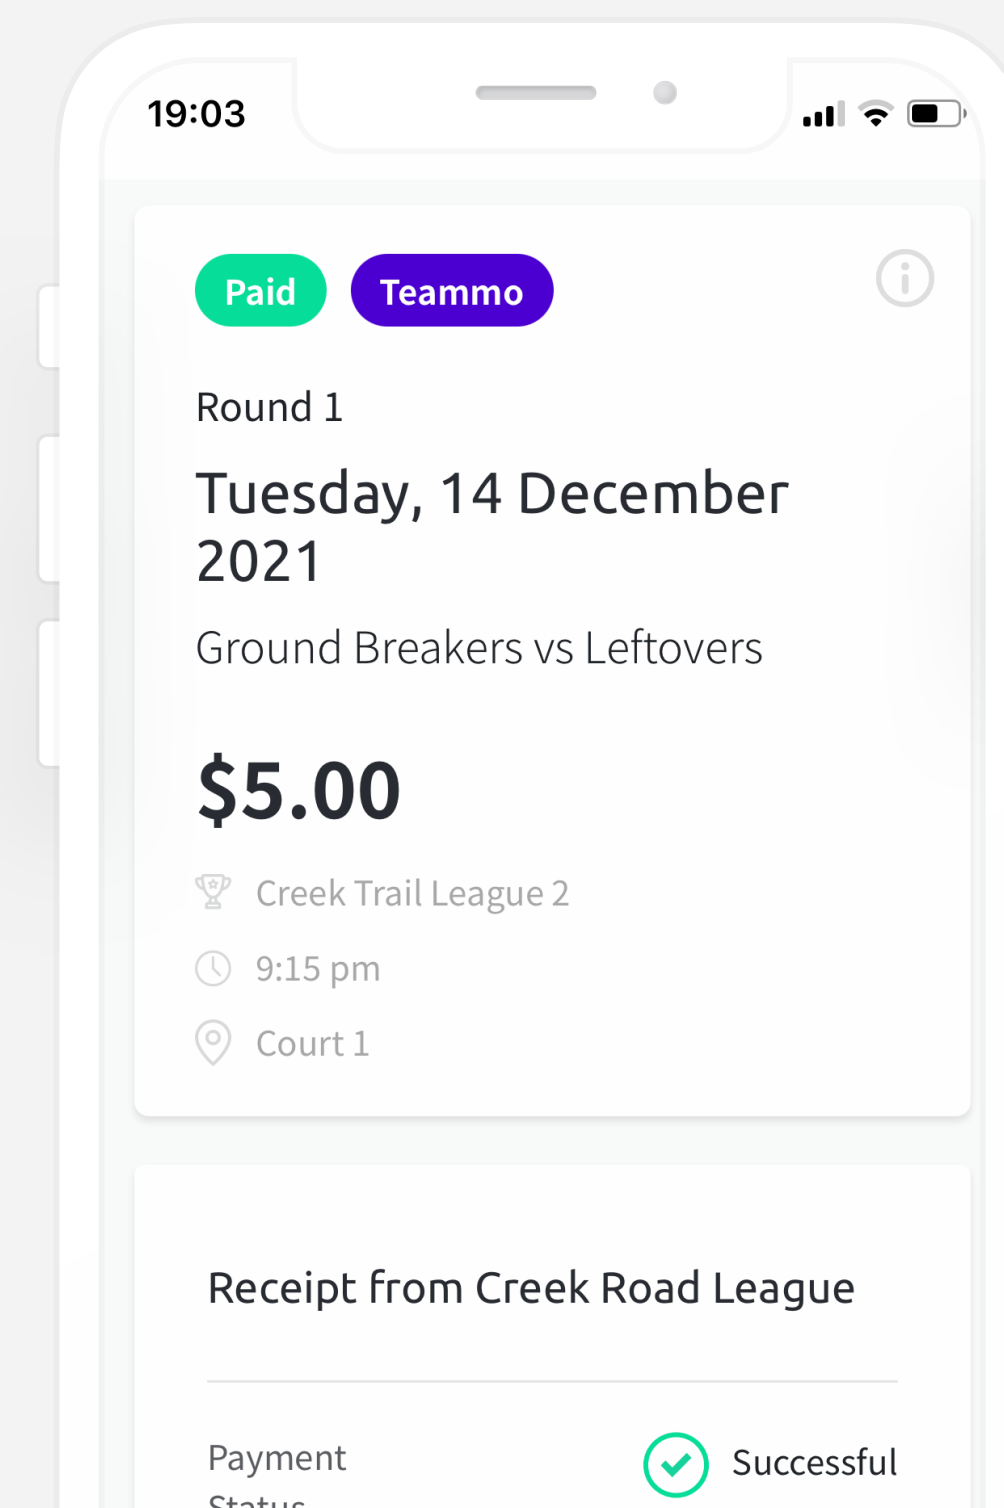 19:03
Paid Teammo
Round 1
Tuesday, 14 December
2021
Ground Breakers vs Leftovers
$5.00
Creek Trail League 2
9:15 pm
Court 1
Receipt from Creek Road League
Payment Successful
Status